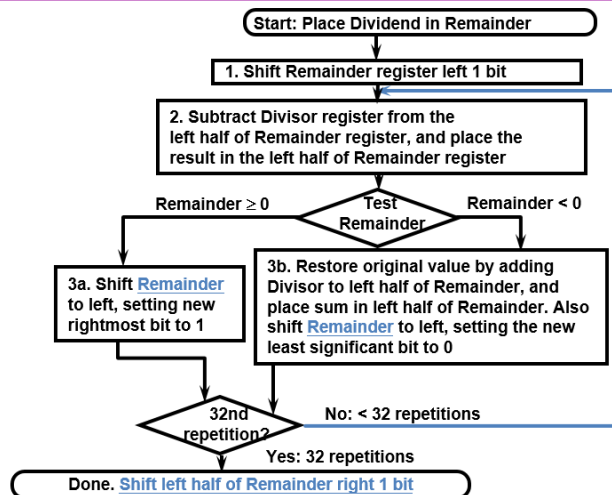 Start: Place Dividend in Remainder
1. Shift Remainder register left 1 bit
2. Subtract Divisor register from the
left half of Remainder register, and place the
result in the left half of Remainder register
Remainder ≥ 0
Test
Remainder
Remainder < 0
3a. Shift Remainder
to left, setting new
rightmost bit to 1
3b. Restore original value by adding
Divisor to left half of Remainder, and
place sum in left half of Remainder. Also
shift Remainder to left, setting the new
least significant bit to 0
32nd
repetition?
No: < 32 repetitions
Yes: 32 repetitions
Done. Shift left half of Remainder right 1 bit